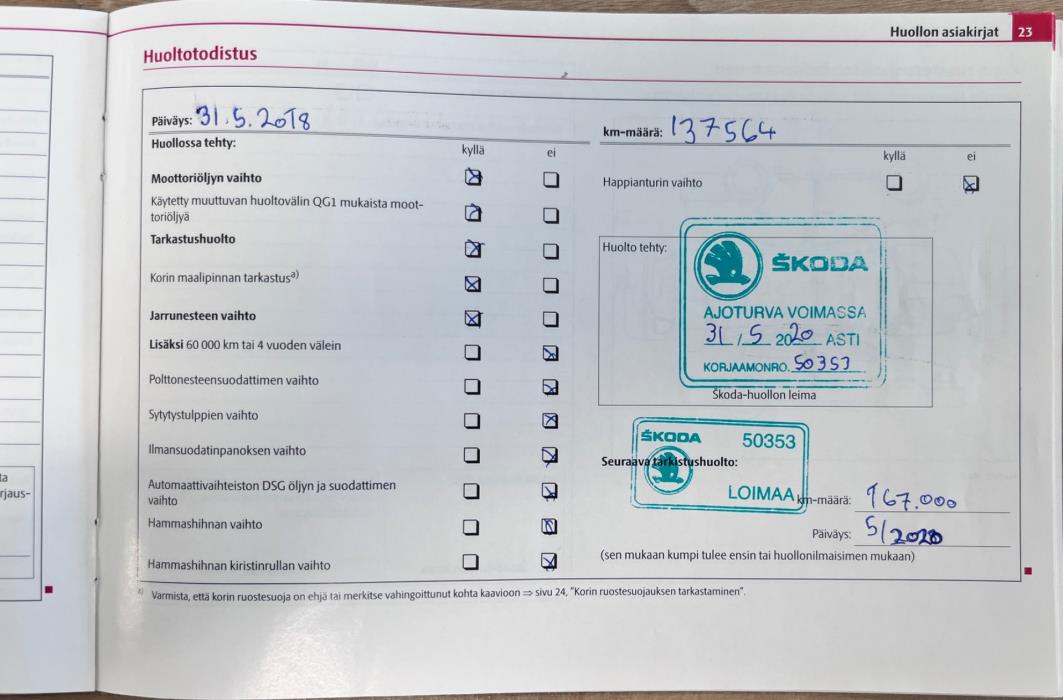 Huollon asiakirjat 23
Huoltotodistus
Päiväys: 31.5.2018
Huollossa tehty:
kyllä ei
Moottoriöljyn vaihto
Käytetty muuttuvan huoltovälin QG1 mukaista moot-
toriöljyä
Tarkastushuolto
Korin maalipinnan tarkastus a)
Jarrunesteen vaihto
Lisäksi 60 000 km tai 4 vuoden välein
Polttonesteensuodattimen vaihto
Sytytystulppien vaihto
Ilmansuodatinpanoksen vaihto
Automaattivaihteiston DSG öljyn ja suodattimen
vaihto
Hammashihnan vaihto
Hammashihnan kiristinrullan vaihto
km-määrä: 137564
kyllä ei
Happianturin vaihto
Huolto tehty:
ŠKODA
AJOTURVA VOIMASSA
31 / 5 2020 ASTI
KORJAAMONRO. 50353
Škoda-huollon leima
ŠKODA 50353
Seuraava tarkistushuolto:
LOIMAA
km-määrä: 167.000
Päiväys: 5/2020
(sen mukaan kumpi tulee ensin tai huollonilmaisimen mukaan)
a) Varmista, että korin ruostesuoja on ehjä tai merkitse vahingoittunut kohta kaavioon ⇒ sivu 24, "Korin ruostesuojauksen tarkastaminen".
ta
rjaus-